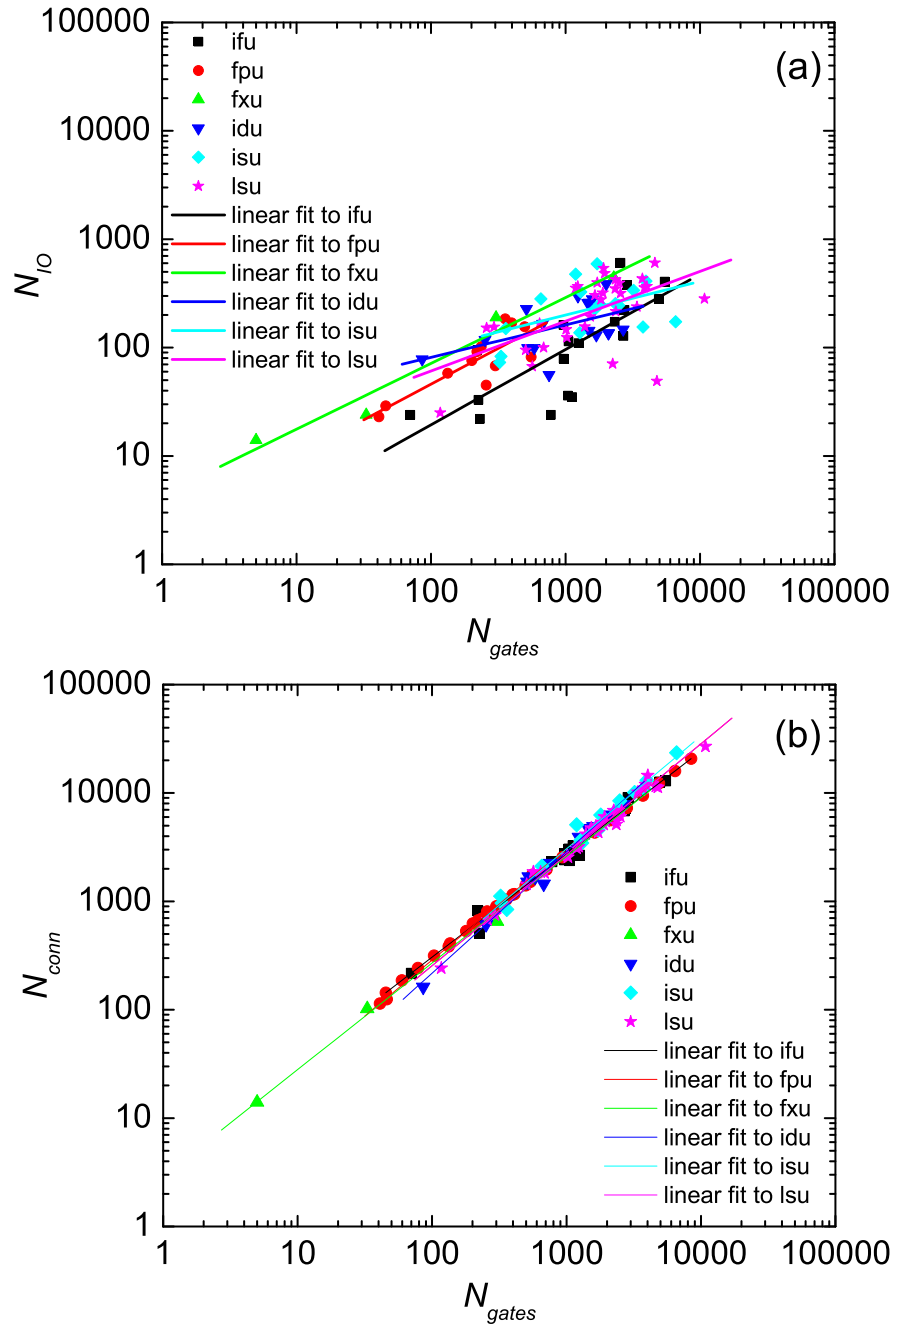 100000
10000
1000
100
10
1
N_IO
(a)
ifu
fpu
fxu
idu
isu
lsu
linear fit to ifu
linear fit to fpu
linear fit to fxu
linear fit to idu
linear fit to isu
linear fit to lsu
1 10 100 1000 10000 100000
N_gates
100000
10000
1000
100
10
1
N_conn
(b)
ifu
fpu
fxu
idu
isu
lsu
linear fit to ifu
linear fit to fpu
linear fit to fxu
linear fit to idu
linear fit to isu
linear fit to lsu
1 10 100 1000 10000 100000
N_gates